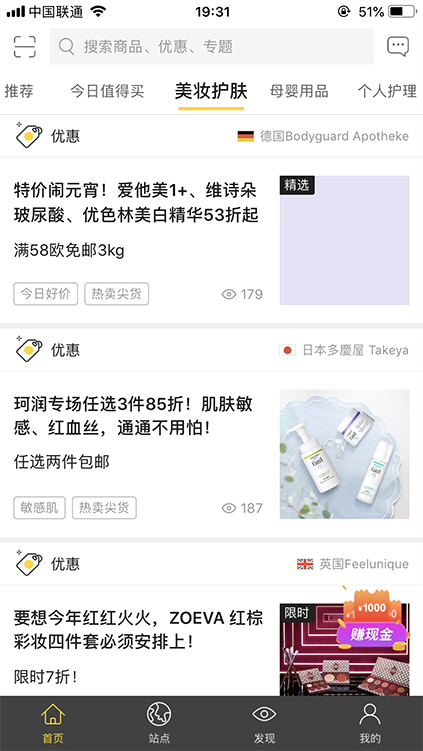 中国联通
19:31
51%
搜索商品、优惠、专题
推荐
今日值得买
美妆护肤
母婴用品
个人护理
优惠
德国Bodyguard Apotheke
特价闹元宵！爱他美1+、维诗朵
玻尿酸、优色林美白精华53折起
满58欧免邮3kg
今日好价
热卖尖货
179
精选
优惠
日本多慶屋 Takeya
珂润专场任选3件85折！肌肤敏
感、红血丝，通通不用怕！
任选两件包邮
敏感肌
热卖尖货
187
Curél
优惠
英国Feelunique
要想今年红红火火，ZOEVA 红棕
彩妆四件套必须安排上！
限时7折！
限时
¥1000
赚现金
首页
站点
发现
我的